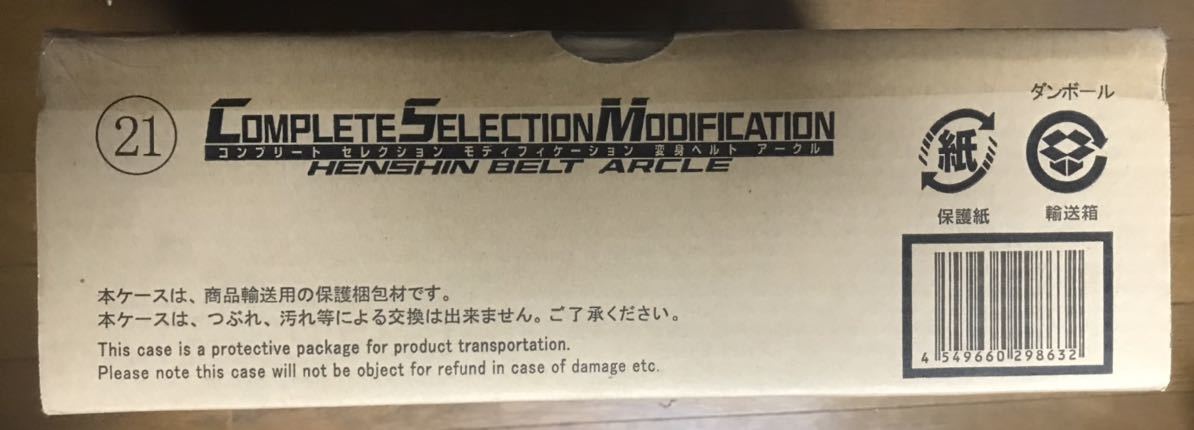 21
COMPLETE SELECTION MODIFICATION
コンプリート セレクション モディフィケーション 変身ベルト アークル
HENSHIN BELT ARCLE
ダンボール
紙
保護紙
輸送箱
本ケースは、商品輸送用の保護梱包材です。
本ケースは、つぶれ、汚れ等による交換は出来ません。ご了承ください。
This case is a protective package for product transportation.
Please note this case will not be object for refund in case of damage etc.
4 549660 298632